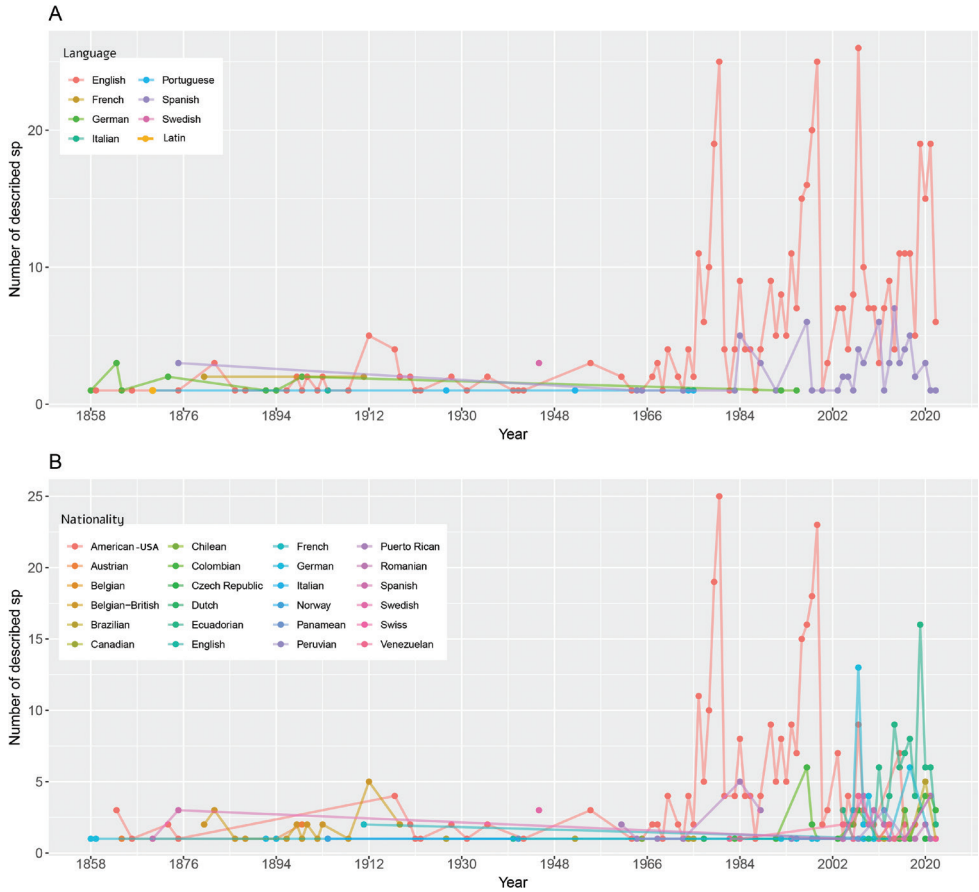 A
Language
English Portuguese
French Spanish
German Swedish
Italian Latin
Number of described sp
20
10
0
1858 1876 1894 1912 1930 1948 1966 1984 2002 2020
Year
B
Nationality
American-USA Chilean French Puerto Rican
Austrian Colombian German Romanian
Belgian Czech Republic Italian Spanish
Belgian-British Dutch Norway Swedish
Brazilian Ecuadorian Panamean Swiss
Canadian English Peruvian Venezuelan
Number of described sp
25
20
15
10
5
0
1858 1876 1894 1912 1930 1948 1966 1984 2002 2020
Year